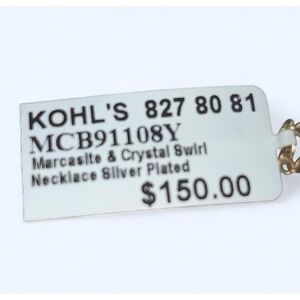 KOHL'S 827 80 81
MCB91108Y
Marcasite & Crystal Swirl
Necklace Silver Plated
$150.00